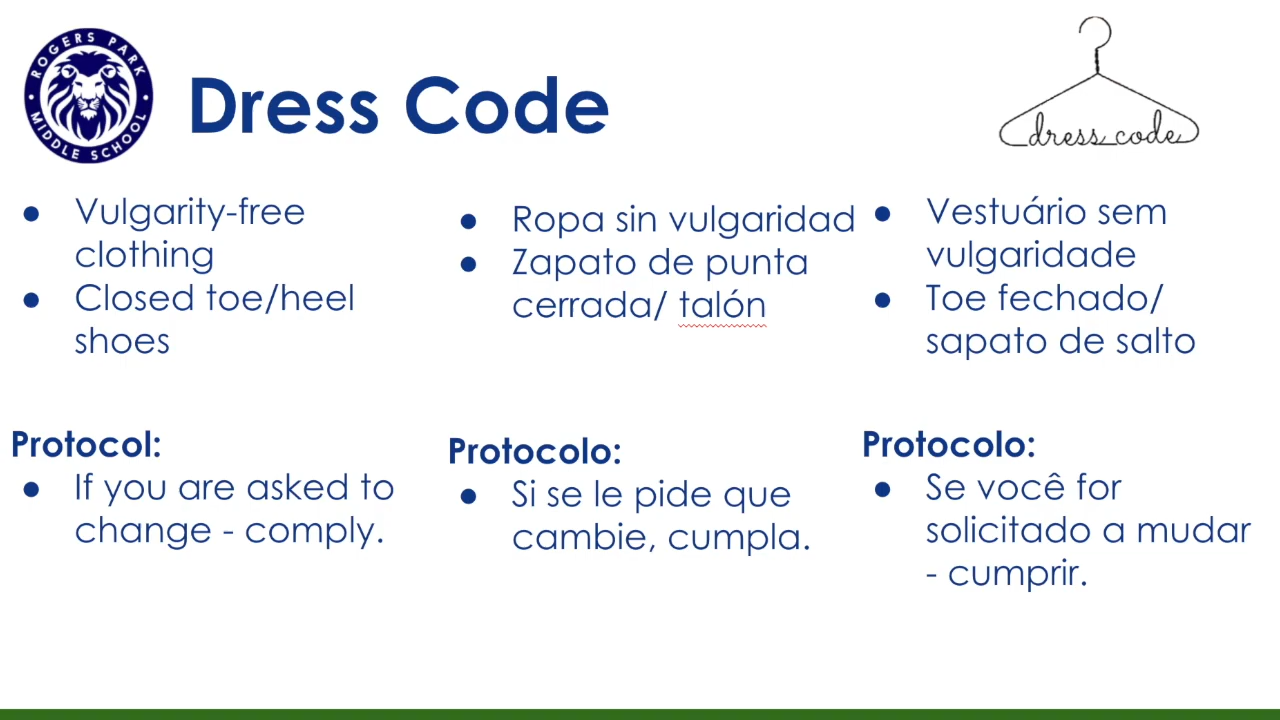 ROGERS PARK
MIDDLE SCHOOL
Dress Code
dress code
Vulgarity-free
clothing
Closed toe/heel
shoes
Protocol:
If you are asked to
change - comply.
Ropa sin vulgaridad
Zapato de punta
cerrada/ talón
Protocolo:
Si se le pide que
cambie, cumpla.
Vestuário sem
vulgaridade
Toe fechado/
sapato de salto
Protocolo:
Se você for
solicitado a mudar
- cumprir.